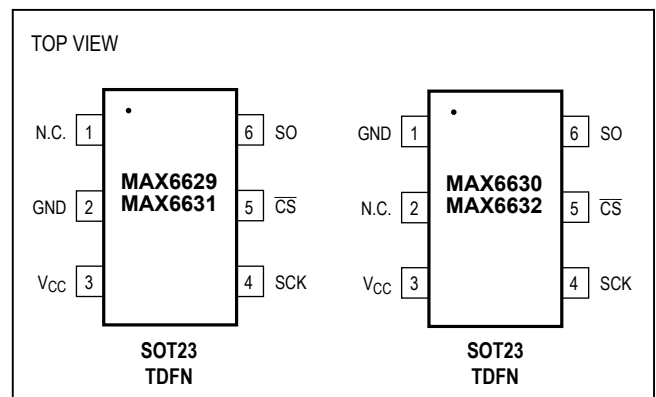 TOP VIEW
N.C. 1
GND 2
VCC 3
MAX6629
MAX6631
6 SO
5 CS
4 SCK
SOT23
TDFN
GND 1
N.C. 2
VCC 3
MAX6630
MAX6632
6 SO
5 CS
4 SCK
SOT23
TDFN